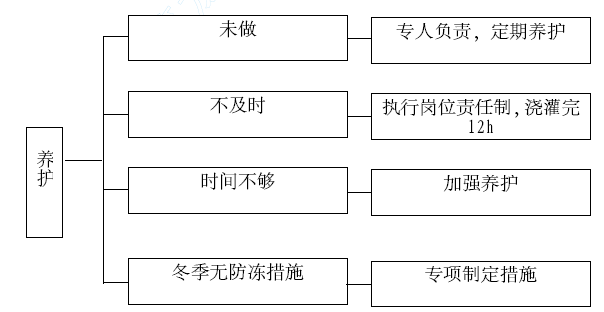 未做
专人负责，定期养护
不及时
执行岗位责任制，浇灌完
12h
养
护
时间不够
加强养护
冬季无防冻措施
专项制定措施